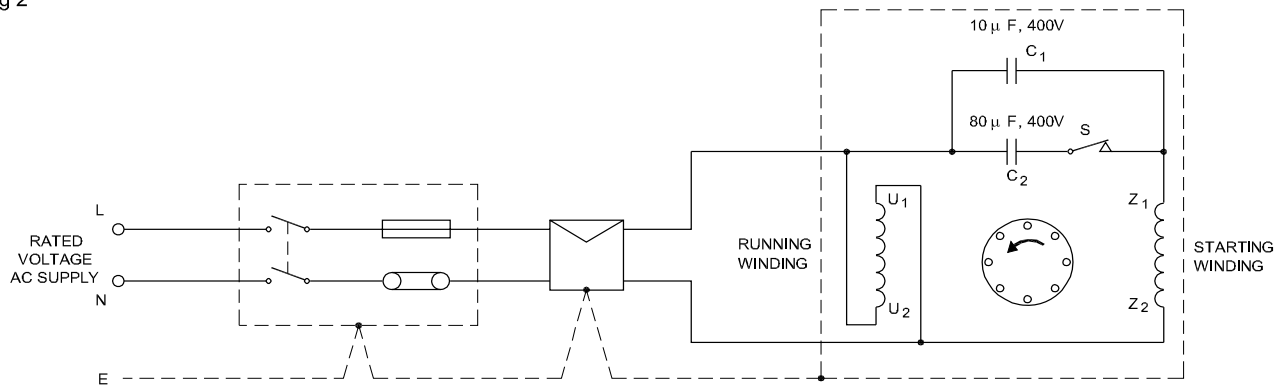 g 2
10 µ F, 400V
C1
80 µ F, 400V
S
C2
L
RATED
VOLTAGE
AC SUPPLY
N
E
RUNNING
WINDING
U1
U2
Z1
Z2
STARTING
WINDING